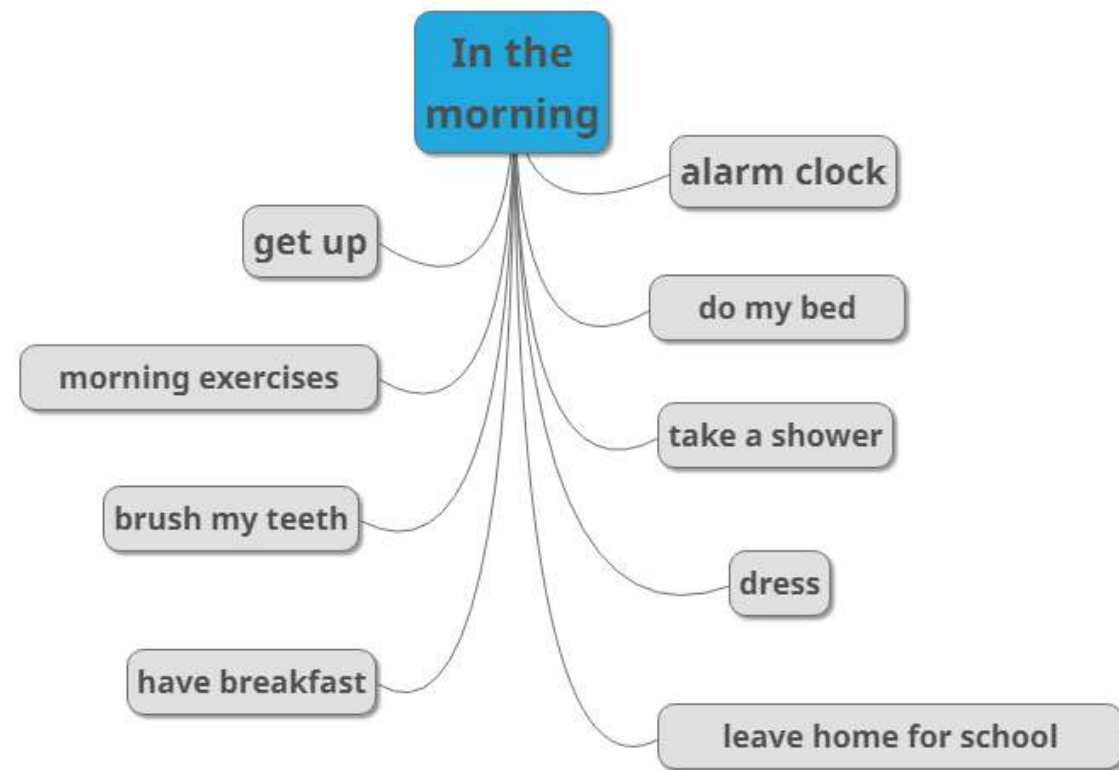 In the
morning
alarm clock
get up
do my bed
morning exercises
take a shower
brush my teeth
dress
have breakfast
leave home for school